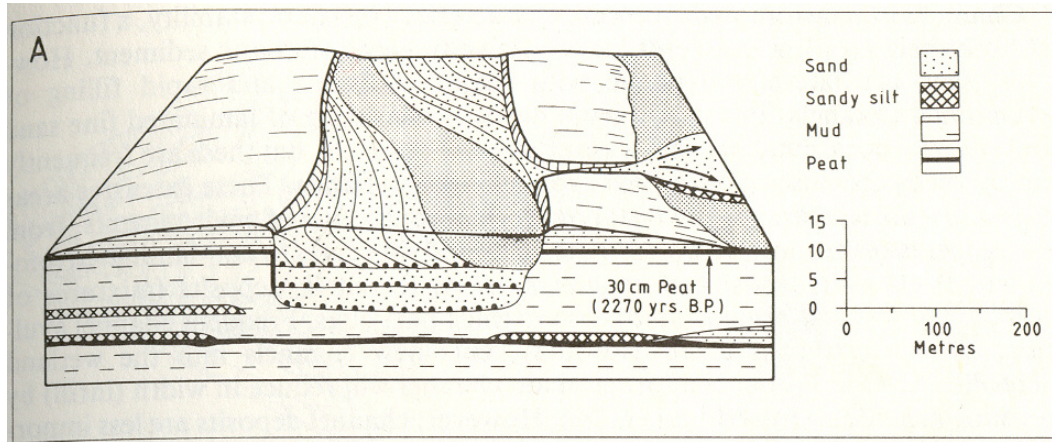 A
Sand
Sandy silt
Mud
Peat
15
10
5
0
0 100 200
Metres
30 cm Peat
(2270 yrs. B.P.)